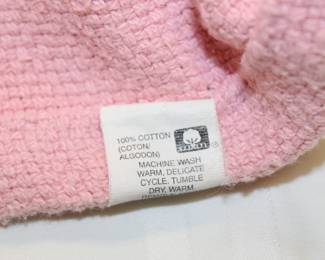 100% COTTON
(COTON/
ALGODON)
MACHINE WASH
WARM, DELICATE
CYCLE, TUMBLE
DRY, WARM